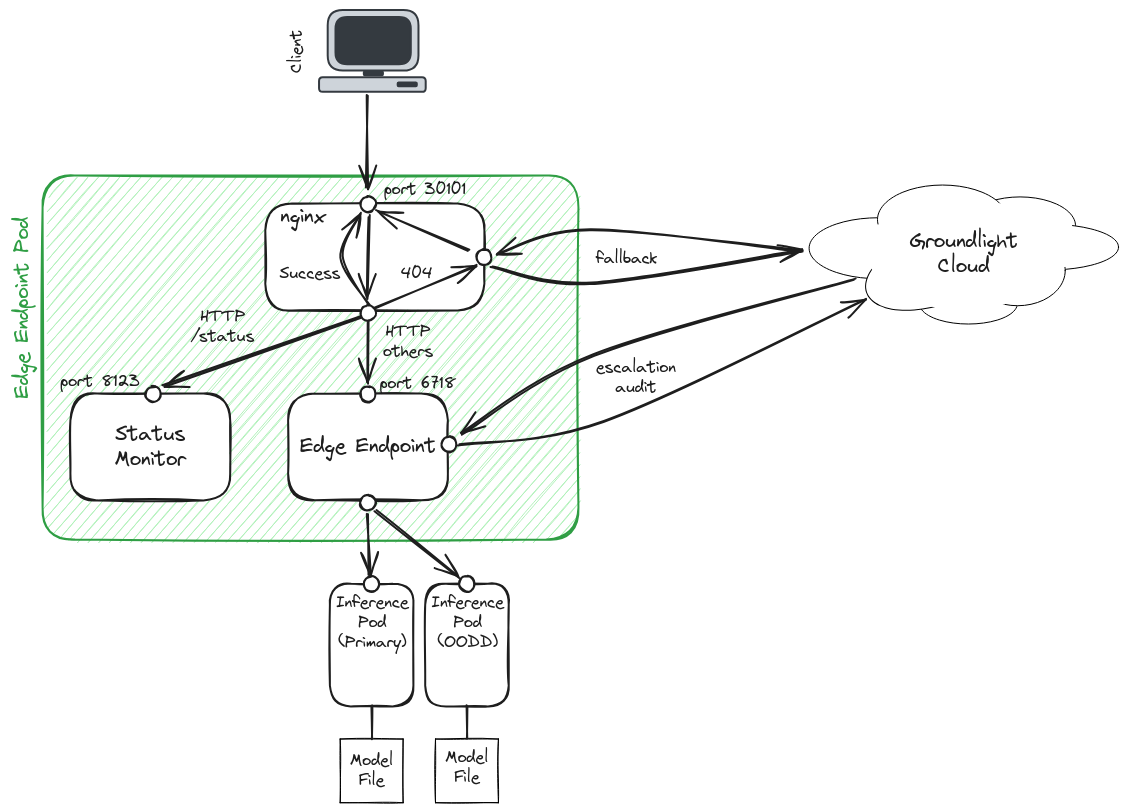 Client
port 30101
nginx
Success
404
fallback
Groundlight
Cloud
HTTP
/status
HTTP
others
escalation
audit
port 8123
port 6718
Edge Endpoint Pod
Status
Monitor
Edge Endpoint
Inference
Pod
(Primary)
Inference
Pod
(OODD)
Model
File
Model
File